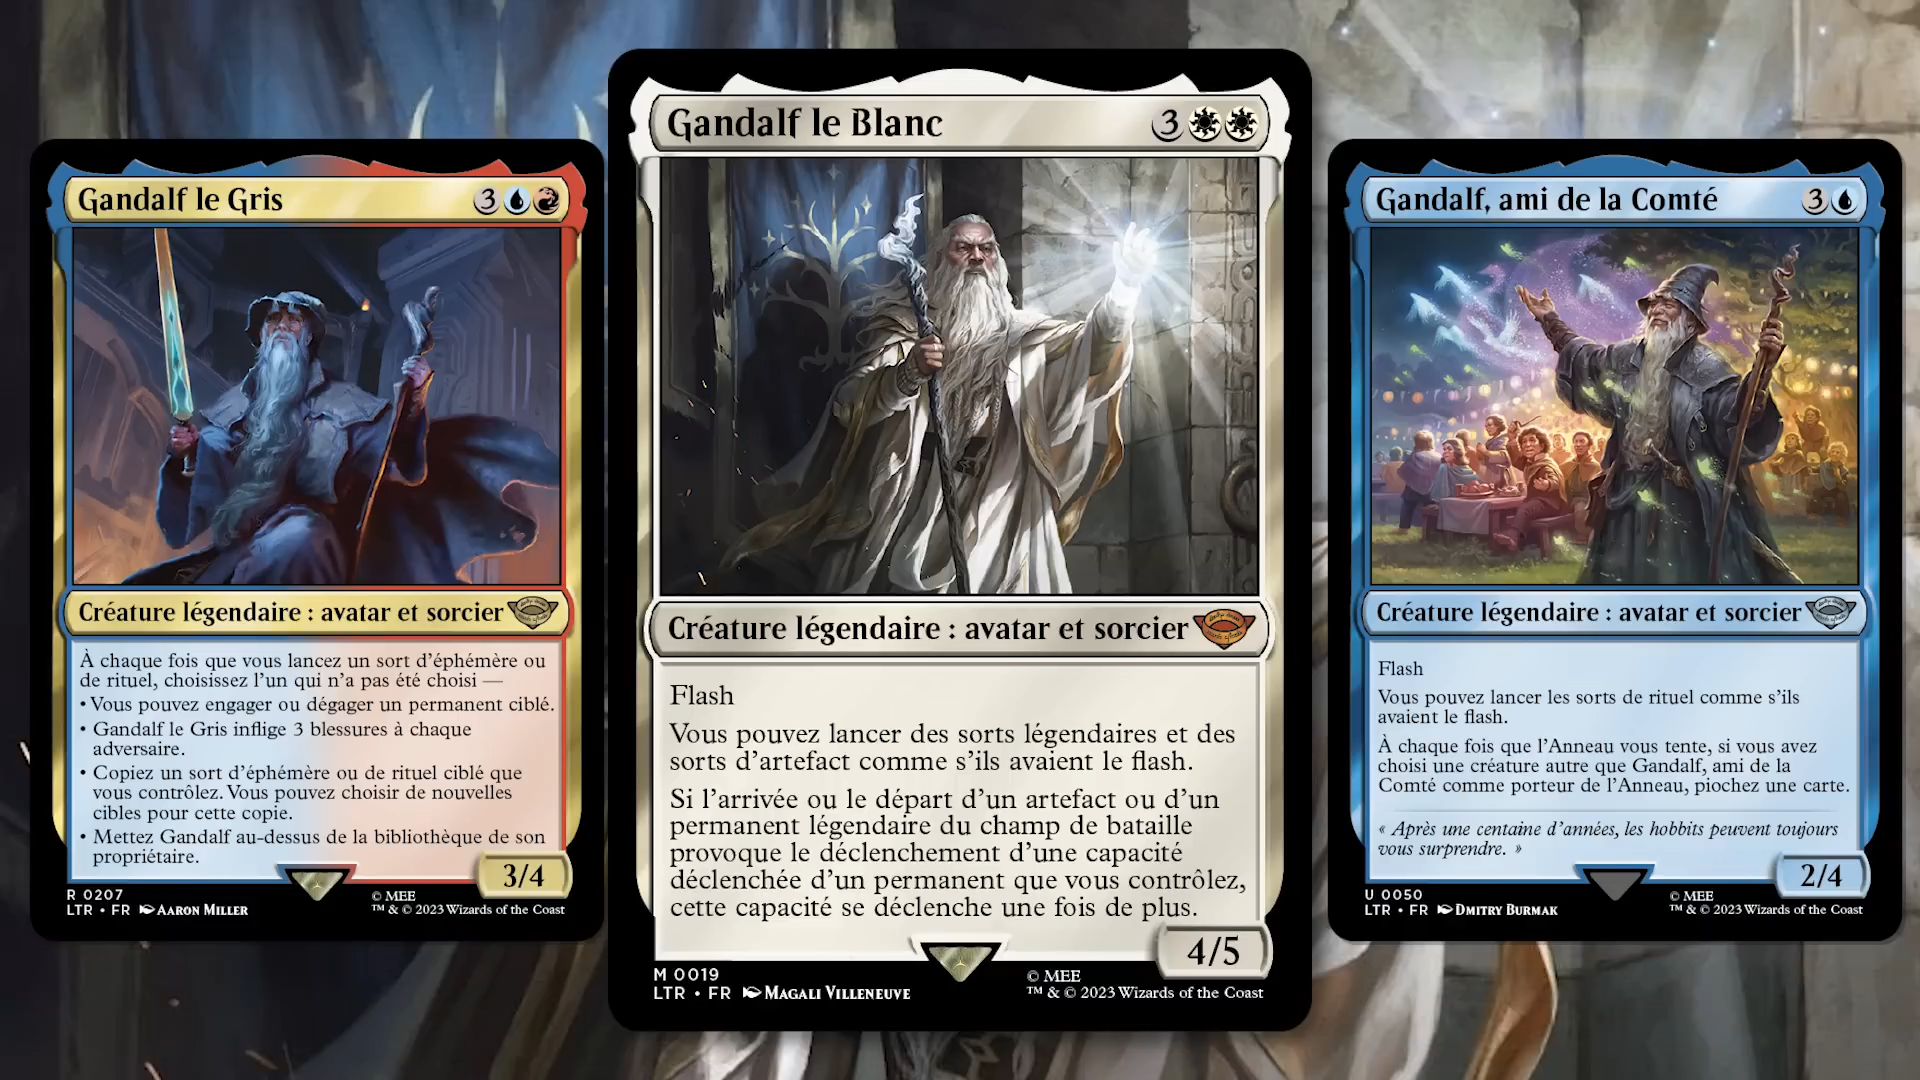 Gandalf le Gris
3
Créature légendaire : avatar et sorcier
À chaque fois que vous lancez un sort d'éphémère ou
de rituel, choisissez l'un qui n'a pas été choisi —
• Vous pouvez engager ou dégager un permanent ciblé.
• Gandalf le Gris inflige 3 blessures à chaque
adversaire.
• Copiez un sort d'éphémère ou de rituel ciblé que
vous contrôlez. Vous pouvez choisir de nouvelles
cibles pour cette copie.
• Mettez Gandalf au-dessus de la bibliothèque de son
propriétaire.
3/4
R 0207
LTR • FR Aaron Miller
© MEE
™ & © 2023 Wizards of the Coast
Gandalf le Blanc
3
Créature légendaire : avatar et sorcier
Flash
Vous pouvez lancer des sorts légendaires et des
sorts d'artefact comme s'ils avaient le flash.
Si l'arrivée ou le départ d'un artefact ou d'un
permanent légendaire du champ de bataille
provoque le déclenchement d'une capacité
déclenchée d'un permanent que vous contrôlez,
cette capacité se déclenche une fois de plus.
4/5
M 0019
LTR • FR Magali Villeneuve
© MEE
™ & © 2023 Wizards of the Coast
Gandalf, ami de la Comté
3
Créature légendaire : avatar et sorcier
Flash
Vous pouvez lancer les sorts de rituel comme s'ils
avaient le flash.
À chaque fois que l'Anneau vous tente, si vous avez
choisi une créature autre que Gandalf, ami de la
Comté comme porteur de l'Anneau, piochez une carte.
« Après une centaine d'années, les hobbits peuvent toujours
vous surprendre. »
2/4
U 0050
LTR • FR Dmitry Burmak
© MEE
™ & © 2023 Wizards of the Coast